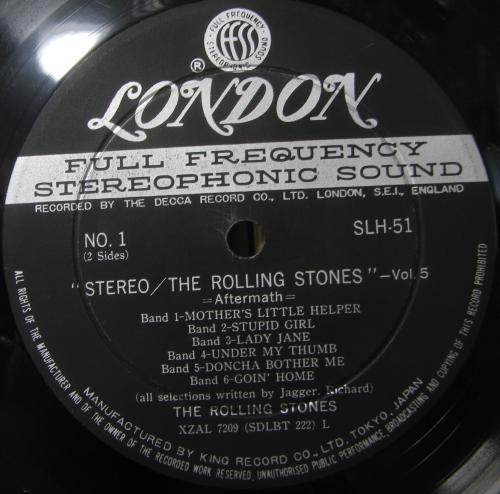 FULL FREQUENCY
ffss
STEREOPHONIC SOUND
®
LONDON
FULL FREQUENCY
STEREOPHONIC SOUND
RECORDED BY THE DECCA RECORD CO., LTD. LONDON, S.E.I., ENGLAND
NO. 1
(2 Sides)
SLH-51
"STEREO/THE ROLLING STONES"-Vol. 5
=Aftermath=
Band 1-MOTHER'S LITTLE HELPER
Band 2-STUPID GIRL
Band 3-LADY JANE
Band 4-UNDER MY THUMB
Band 5-DONCHA BOTHER ME
Band 6-GOIN' HOME
(all selections written by Jagger. Richard)
THE ROLLING STONES
XZAL 7209 (SDLBT 222) L
MANUFACTURED BY KING RECORD CO., LTD. TOKYO, JAPAN
ALL RIGHTS OF THE MANUFACTURER AND OF THE OWNER OF THE RECORDED WORK RESERVED, UNAUTHORISED PUBLIC PERFORMANCE, BROADCASTING AND COPYING OF THIS RECORD PROHIBITED